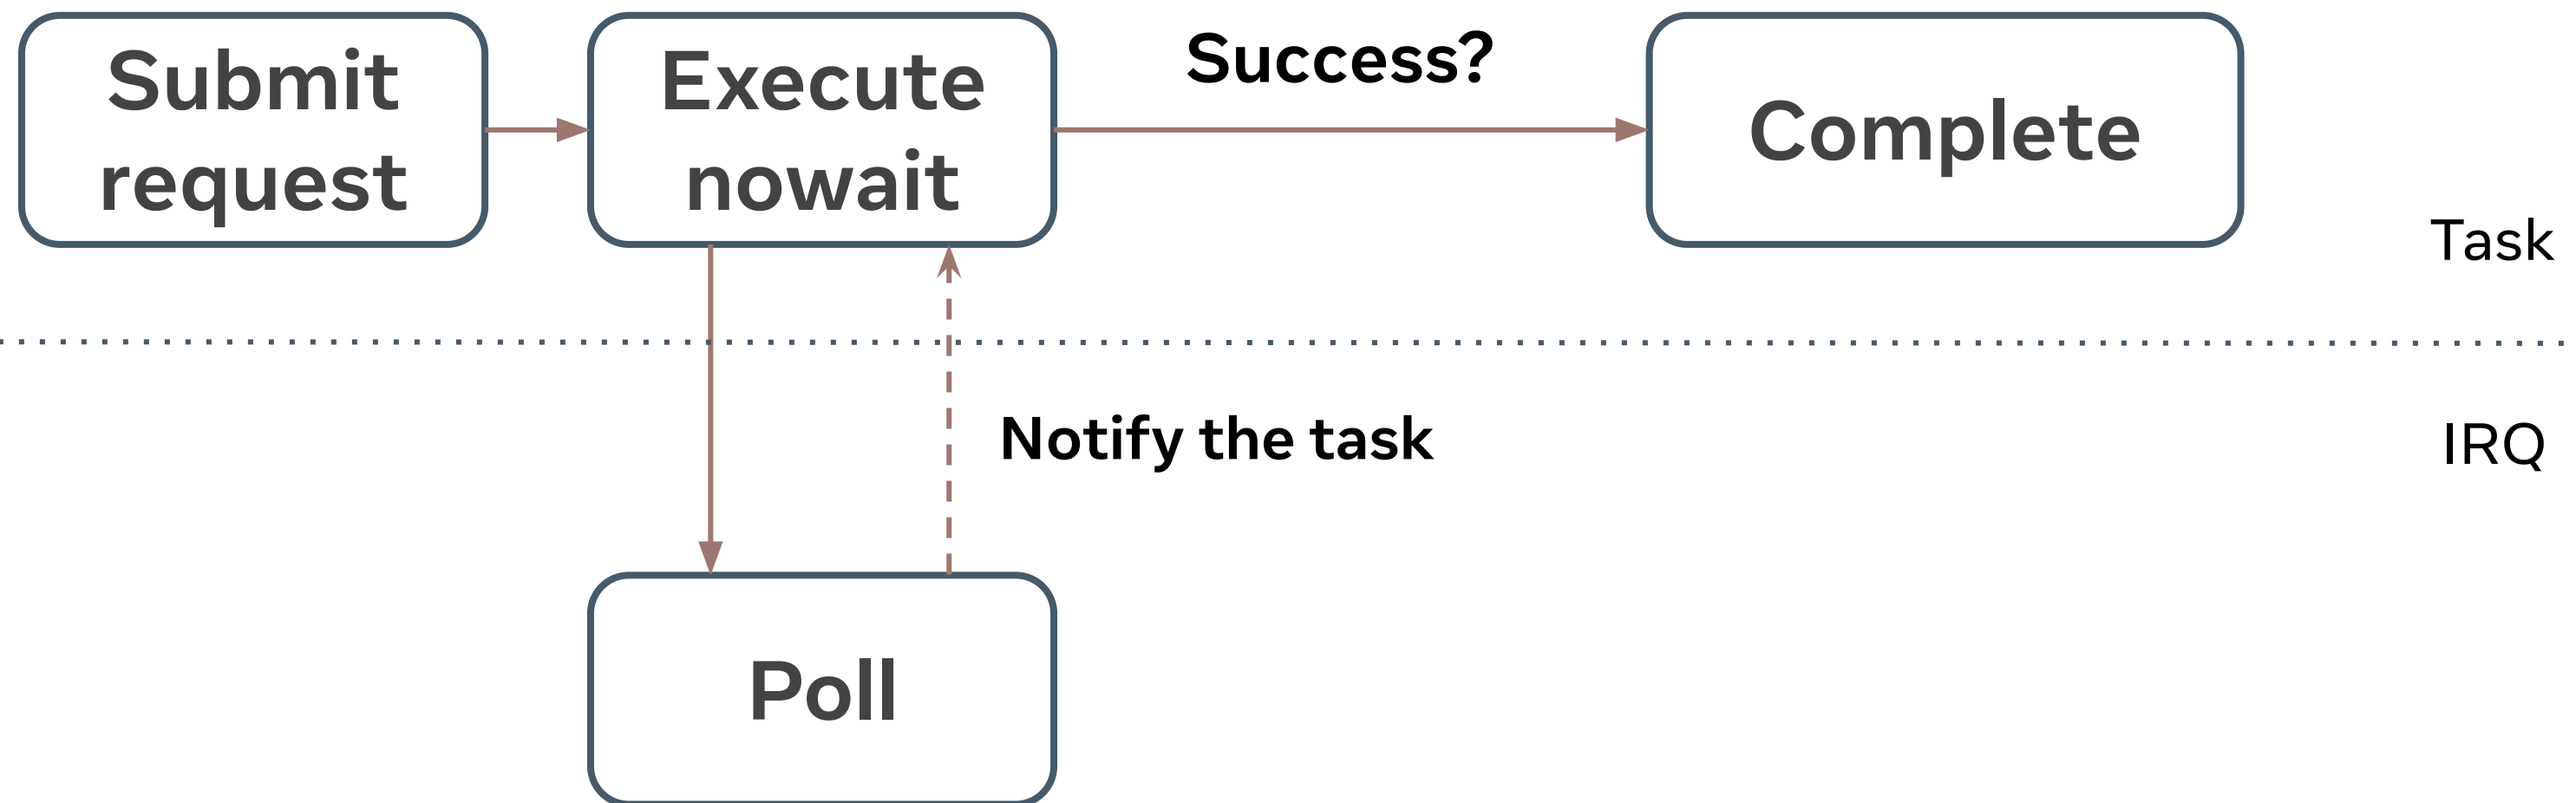 Submit
request
Execute
nowait
Success?
Complete
Task
Notify the task
IRQ
Poll